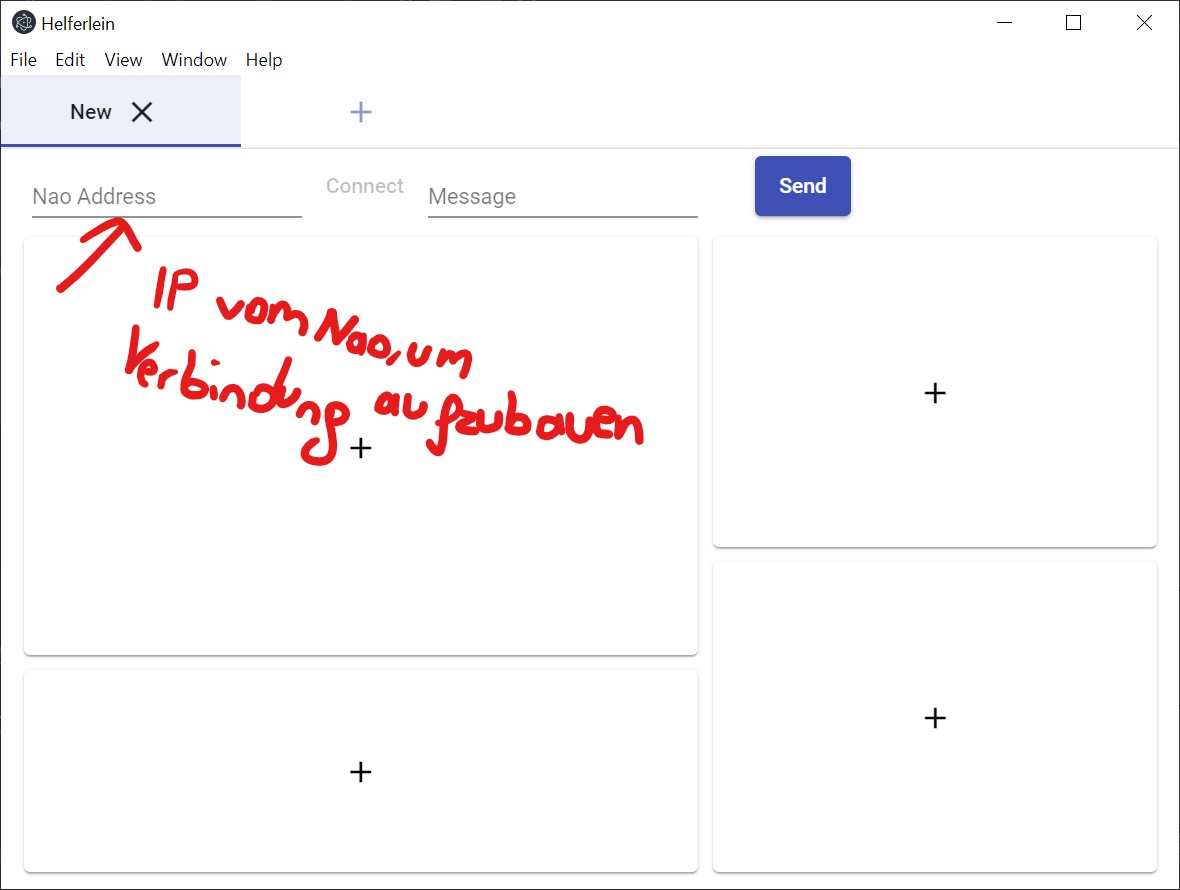 Helferlein
File Edit View Window Help
New
Nao Address
Connect
Message
Send
IP vom Nao, um
Verbindung aufzubauen